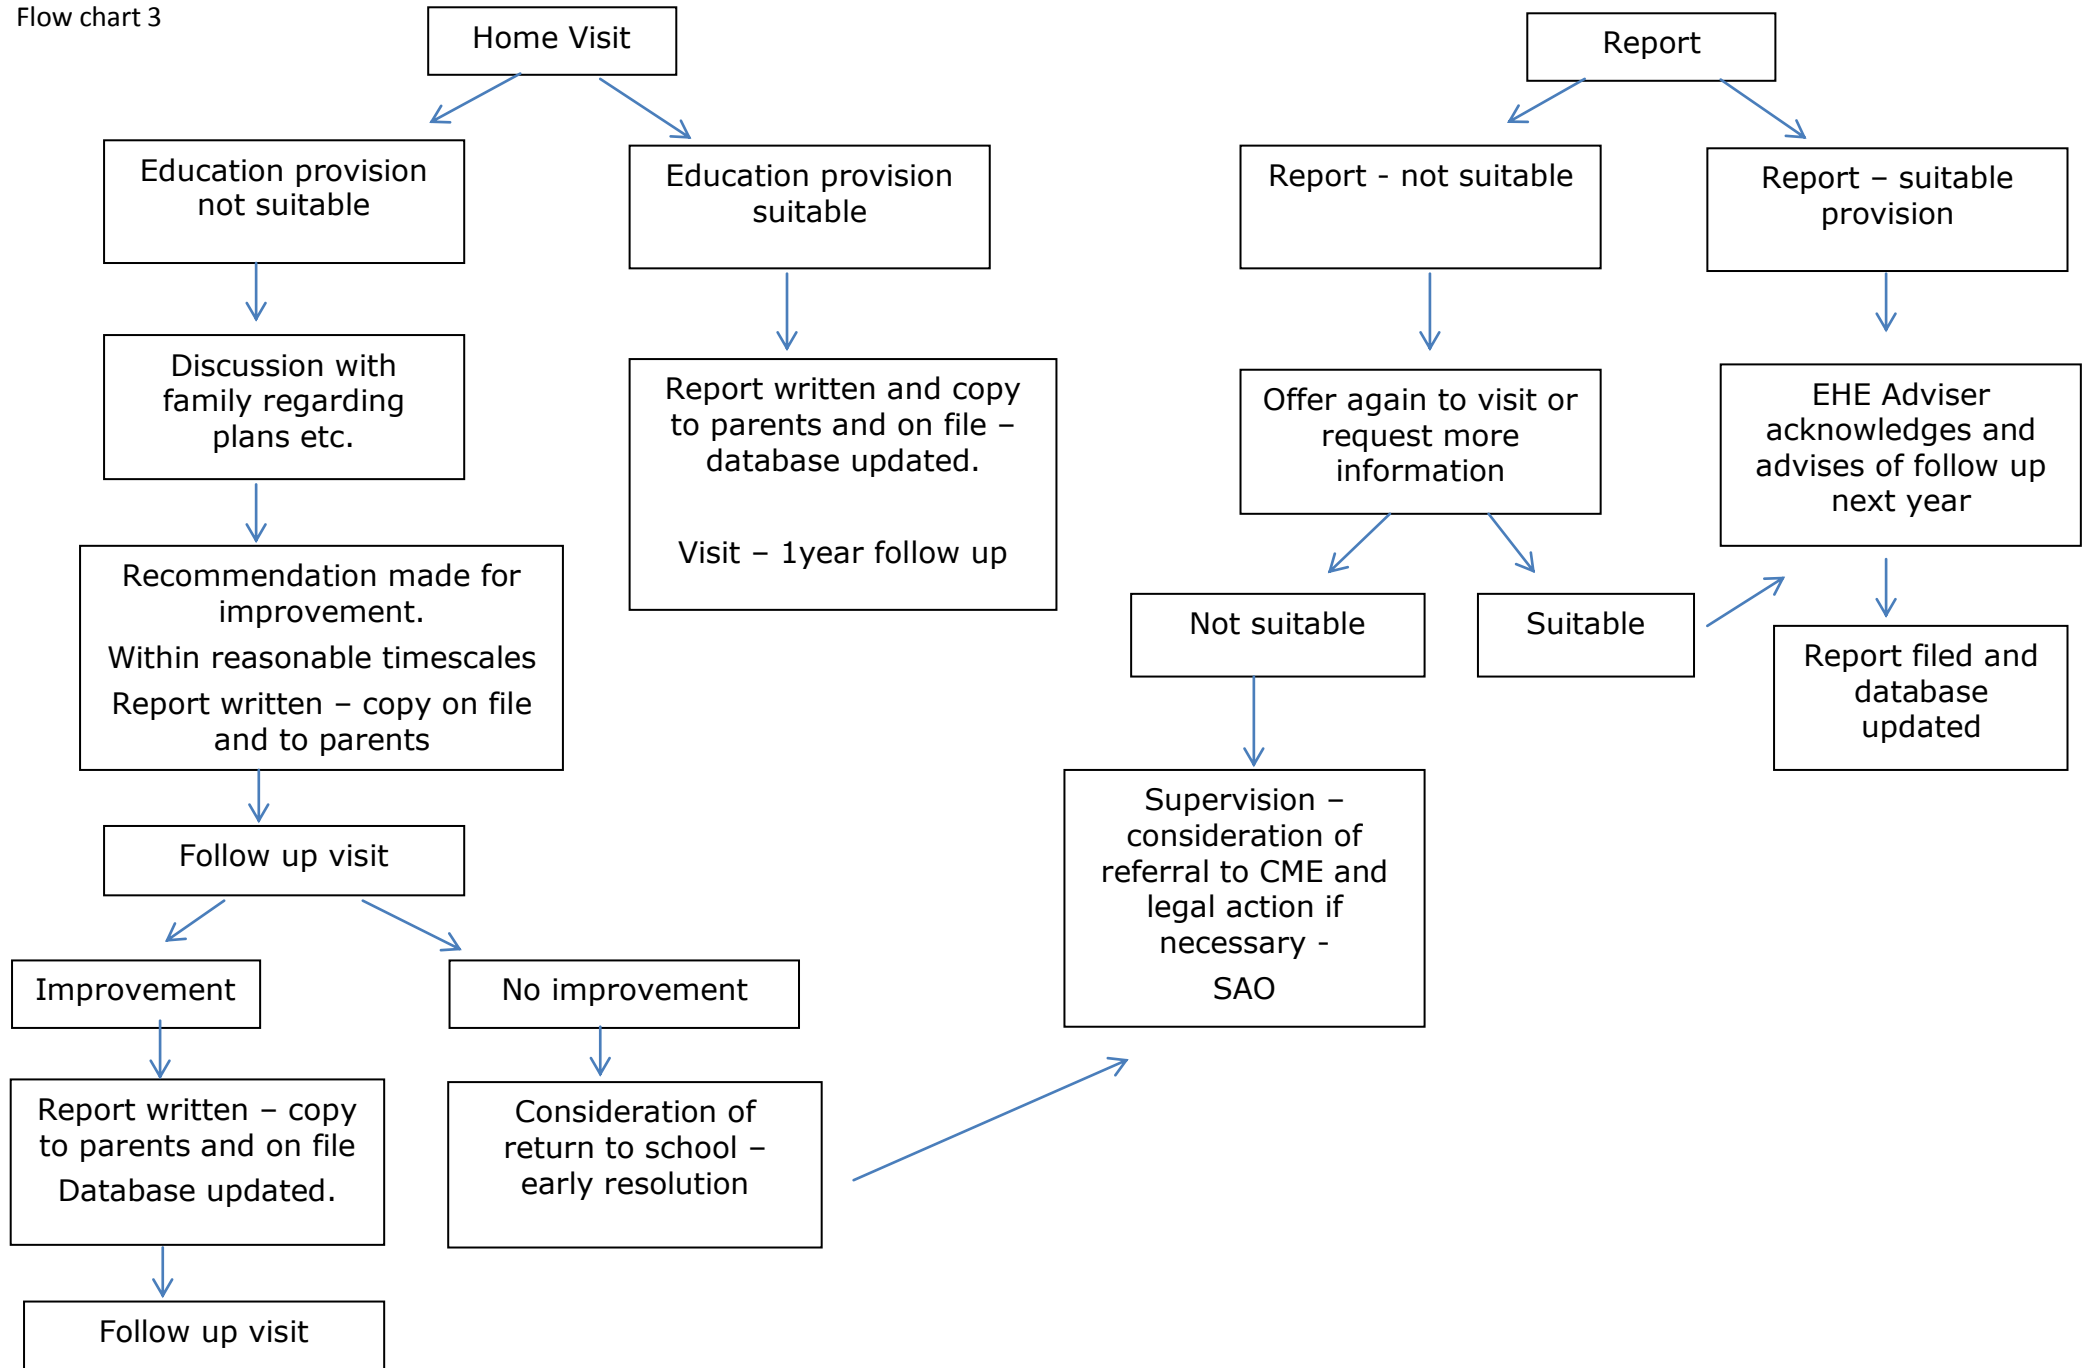 Flow chart 3
Home Visit
Report
Education provision
not suitable
Education provision
suitable
Report - not suitable
Report – suitable
provision
Discussion with
family regarding
plans etc.
Report written and copy
to parents and on file –
database updated.
Visit – 1year follow up
Offer again to visit or
request more
information
EHE Adviser
acknowledges and
advises of follow up
next year
Recommendation made for
improvement.
Within reasonable timescales
Report written – copy on file
and to parents
Not suitable
Suitable
Report filed and
database
updated
Follow up visit
Supervision –
consideration of
referral to CME and
legal action if
necessary -
SAO
Improvement
No improvement
Report written – copy
to parents and on file
Database updated.
Consideration of
return to school –
early resolution
Follow up visit